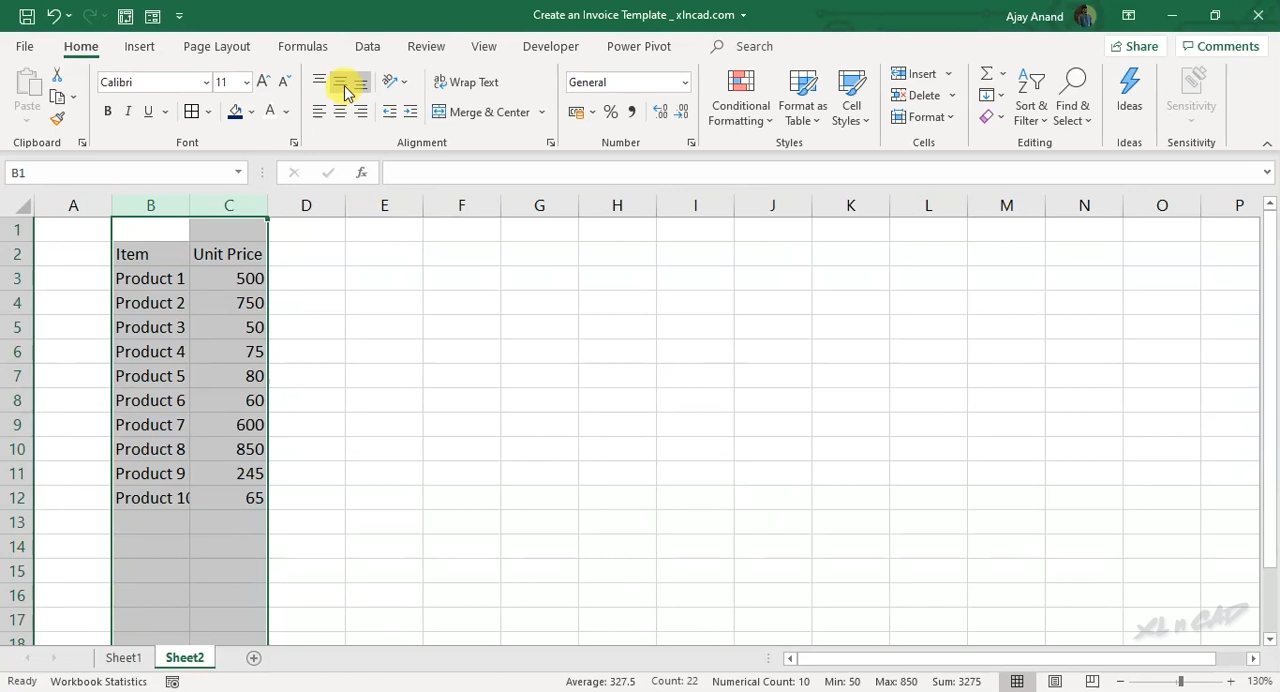 Create an Invoice Template _ xlncad.com
Ajay Anand
File Home Insert Page Layout Formulas Data Review View Developer Power Pivot Search Share Comments
Paste
Clipboard
Calibri 11
B I U A
Font
Wrap Text
Merge & Center
Alignment
General
% ,
Number
Conditional Formatting
Format as Table
Cell Styles
Styles
Insert
Delete
Format
Cells
Sort & Filter
Find & Select
Editing
Ideas
Ideas
Sensitivity
Sensitivity
B1 fx
A B C D E F G H I J K L M N O P
1
2 Item Unit Price
3 Product 1 500
4 Product 2 750
5 Product 3 50
6 Product 4 75
7 Product 5 80
8 Product 6 60
9 Product 7 600
10 Product 8 850
11 Product 9 245
12 Product 10 65
13
14
15
16
17
18
XL n CAD
Sheet1 Sheet2
Ready Workbook Statistics Average: 327.5 Count: 22 Numerical Count: 10 Min: 50 Max: 850 Sum: 3275 130%